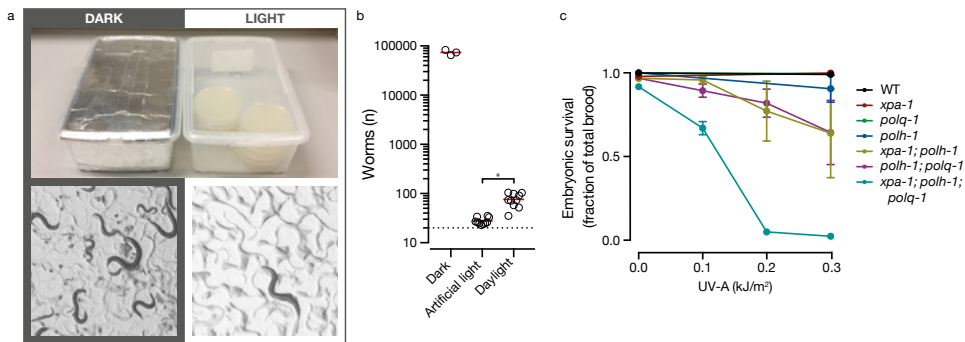 a
DARK
LIGHT
b
100000
10000
1000
100
10
Worms (n)
*
Dark
Artificial light
Daylight
c
1.0
0.5
0.0
Embryonic survival
(fraction of total brood)
0.0 0.1 0.2 0.3
UV-A (kJ/m²)
WT
xpa-1
polq-1
polh-1
xpa-1; polh-1
polh-1; polq-1
xpa-1; polh-1;
polq-1